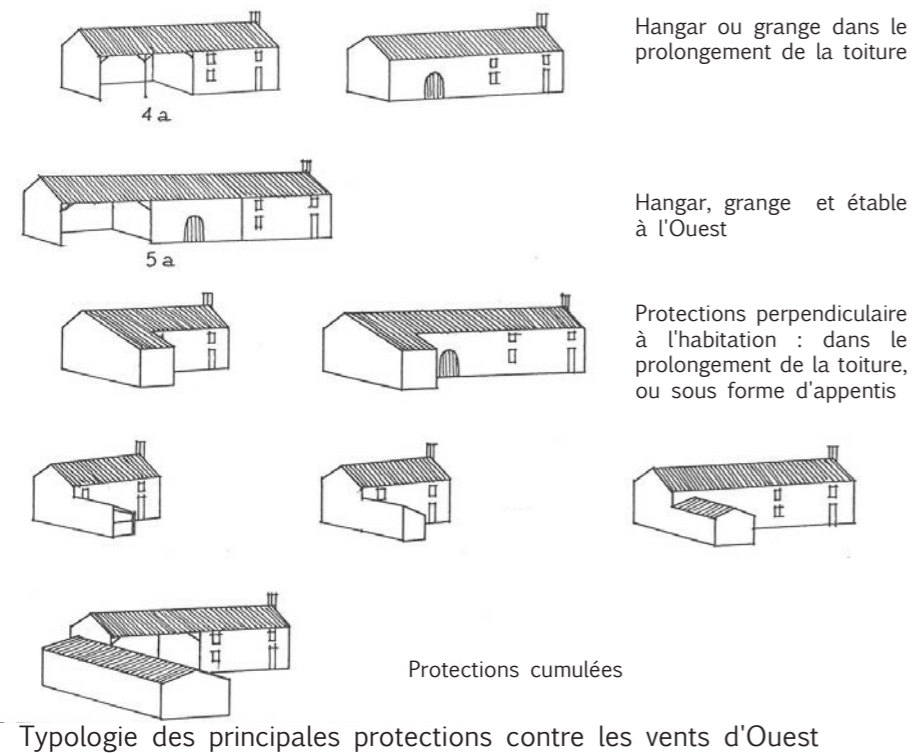 Hangar ou grange dans le
prolongement de la toiture
4 a
Hangar, grange et étable
à l'Ouest
5 a
Protections perpendiculaire
à l'habitation : dans le
prolongement de la toiture,
ou sous forme d'appentis
Protections cumulées
Typologie des principales protections contre les vents d'Ouest